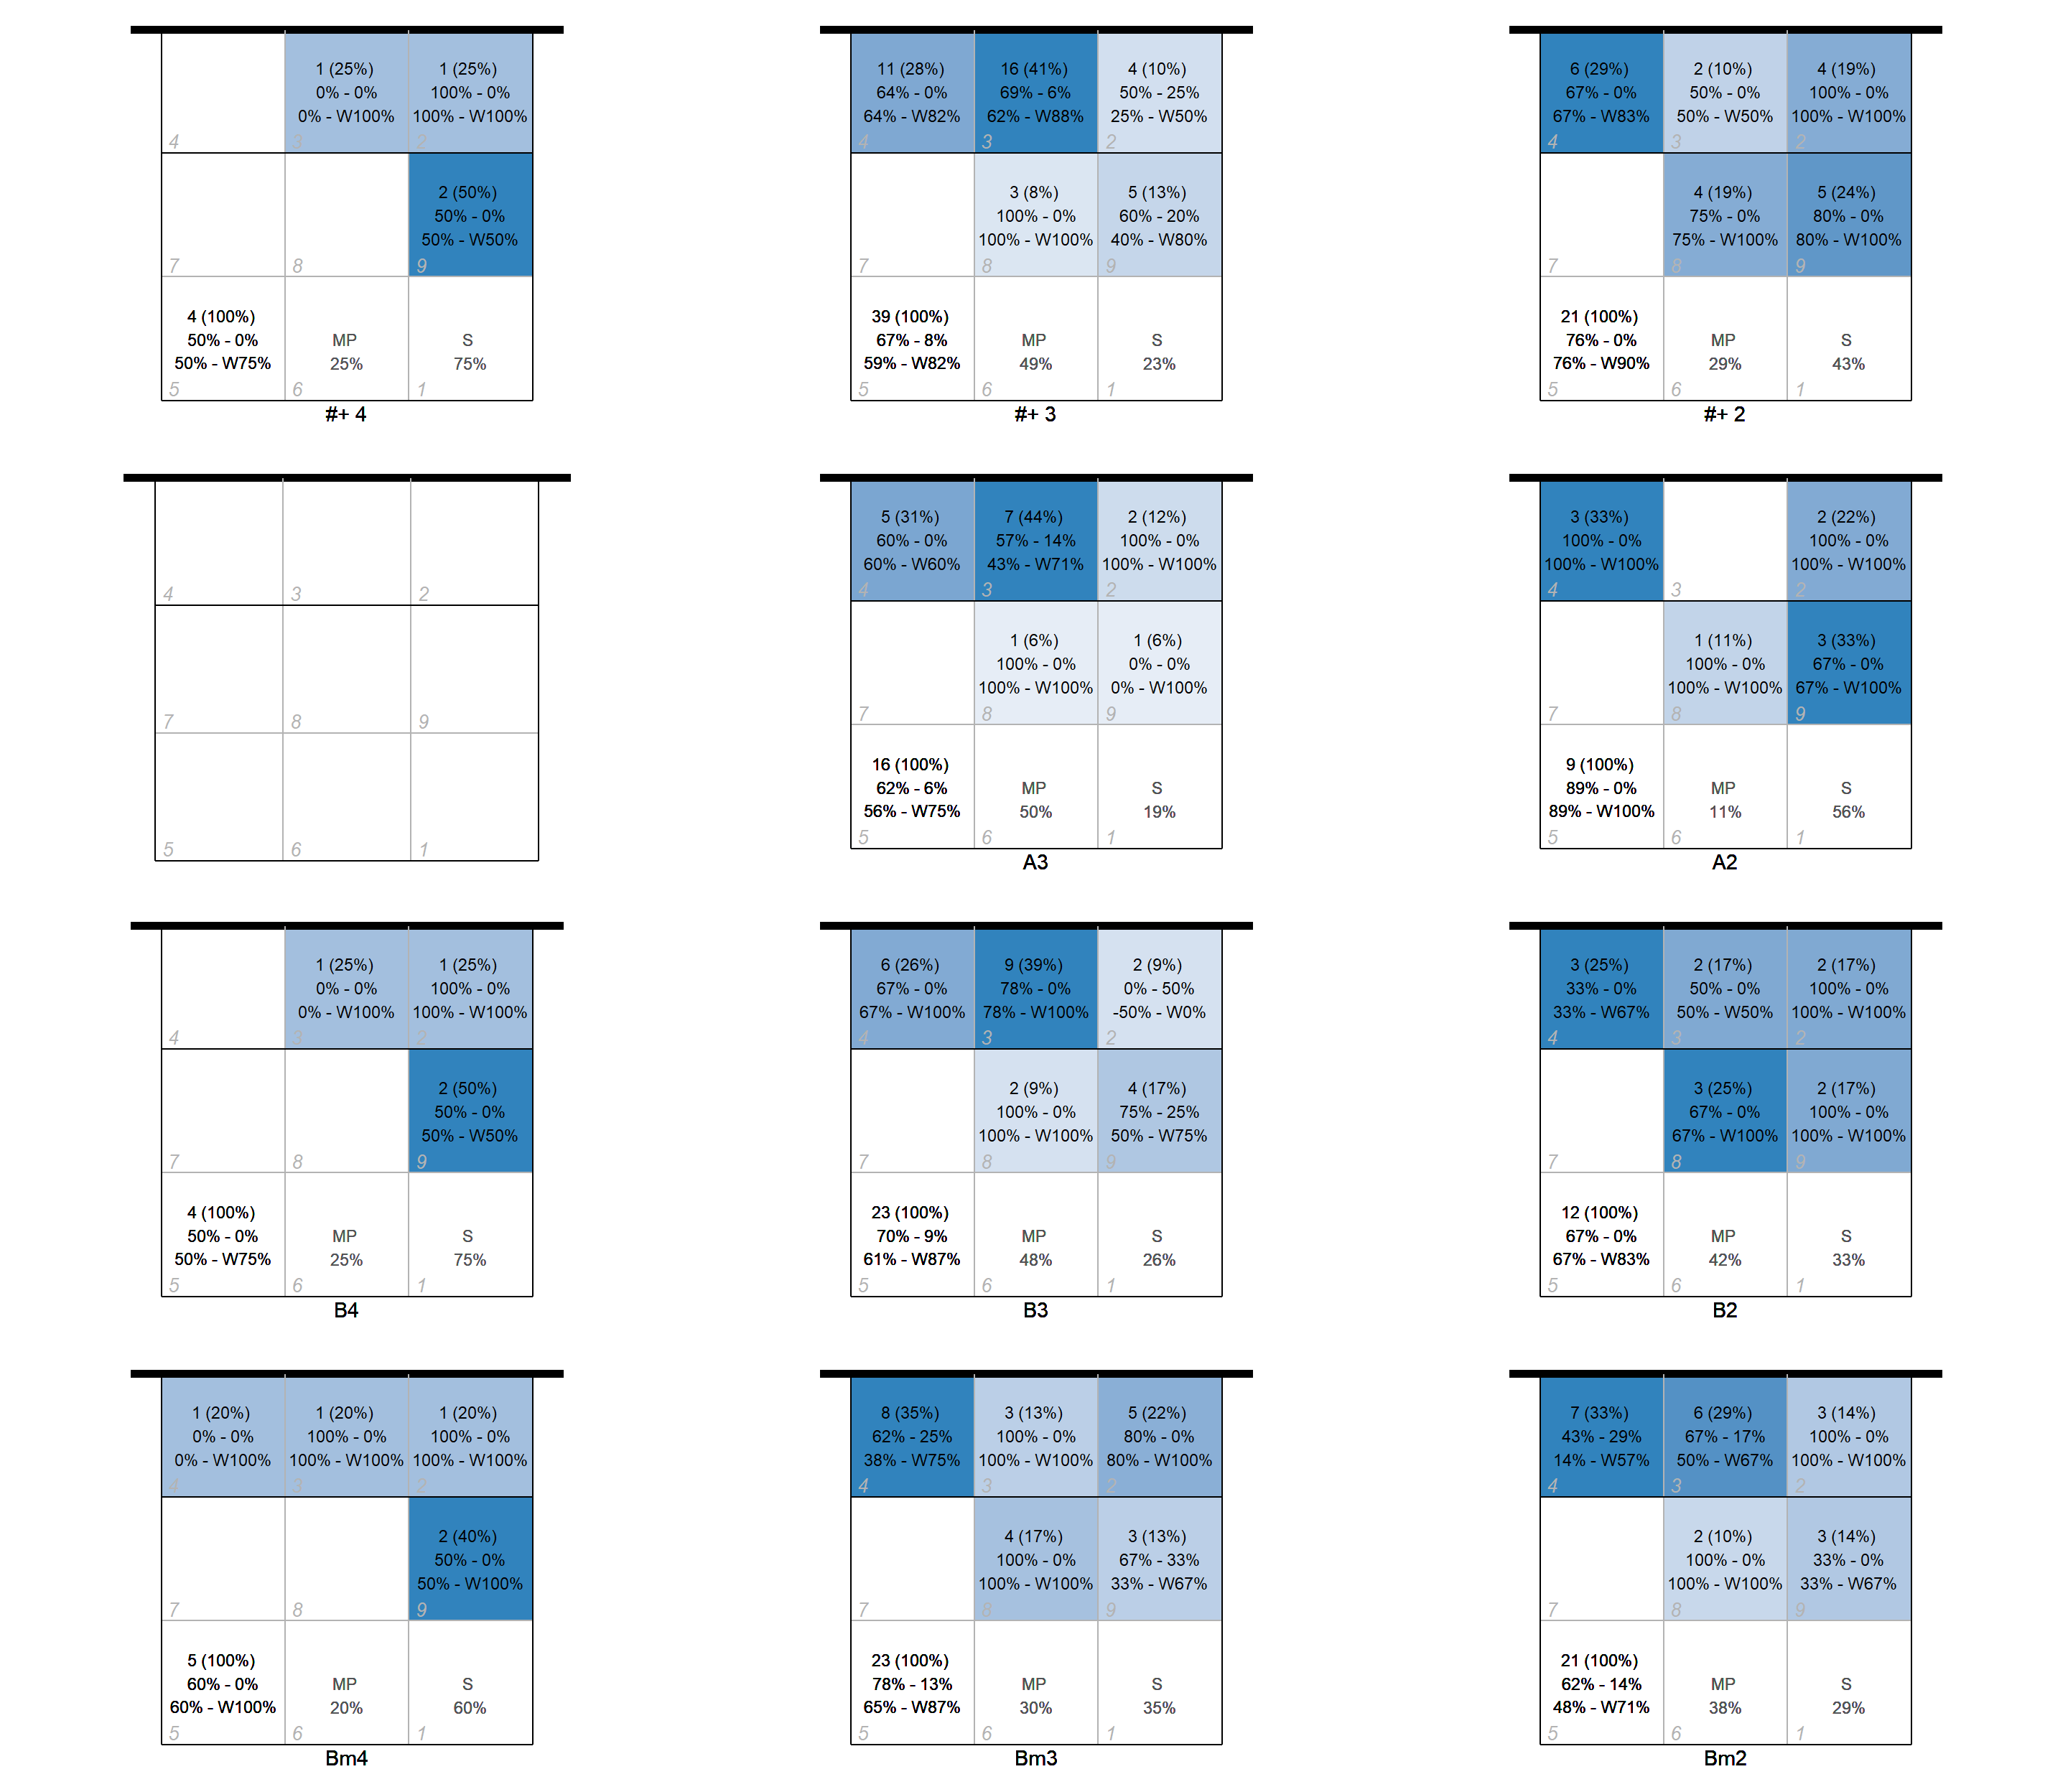 1 (25%)
0% - 0%
0% - W100%
1 (25%)
100% - 0%
100% - W100%
4
3
2
2 (50%)
50% - 0%
50% - W50%
7
8
9
4 (100%)
50% - 0%
50% - W75%
MP
25%
S
75%
5
6
1
#+ 4
11 (28%)
64% - 0%
64% - W82%
16 (41%)
69% - 6%
62% - W88%
4 (10%)
50% - 25%
25% - W50%
4
3
2
3 (8%)
100% - 0%
100% - W100%
5 (13%)
60% - 20%
40% - W80%
7
8
9
39 (100%)
67% - 8%
59% - W82%
MP
49%
S
23%
5
6
1
#+ 3
6 (29%)
67% - 0%
67% - W83%
2 (10%)
50% - 0%
50% - W50%
4 (19%)
100% - 0%
100% - W100%
4
3
2
4 (19%)
75% - 0%
75% - W100%
5 (24%)
80% - 0%
80% - W100%
7
8
9
21 (100%)
76% - 0%
76% - W90%
MP
29%
S
43%
5
6
1
#+ 2
4
3
2
7
8
9
5
6
1
5 (31%)
60% - 0%
60% - W60%
7 (44%)
57% - 14%
43% - W71%
2 (12%)
100% - 0%
100% - W100%
4
3
2
1 (6%)
100% - 0%
100% - W100%
1 (6%)
0% - 0%
0% - W100%
7
8
9
16 (100%)
62% - 6%
56% - W75%
MP
50%
S
19%
5
6
1
A3
3 (33%)
100% - 0%
100% - W100%
2 (22%)
100% - 0%
100% - W100%
4
3
2
1 (11%)
100% - 0%
100% - W100%
3 (33%)
67% - 0%
67% - W100%
7
8
9
9 (100%)
89% - 0%
89% - W100%
MP
11%
S
56%
5
6
1
A2
1 (25%)
0% - 0%
0% - W100%
1 (25%)
100% - 0%
100% - W100%
4
3
2
2 (50%)
50% - 0%
50% - W50%
7
8
9
4 (100%)
50% - 0%
50% - W75%
MP
25%
S
75%
5
6
1
B4
6 (26%)
67% - 0%
67% - W100%
9 (39%)
78% - 0%
78% - W100%
2 (9%)
0% - 50%
-50% - W0%
4
3
2
2 (9%)
100% - 0%
100% - W100%
4 (17%)
75% - 25%
50% - W75%
7
8
9
23 (100%)
70% - 9%
61% - W87%
MP
48%
S
26%
5
6
1
B3
3 (25%)
33% - 0%
33% - W67%
2 (17%)
50% - 0%
50% - W50%
2 (17%)
100% - 0%
100% - W100%
4
3
2
3 (25%)
67% - 0%
67% - W100%
2 (17%)
100% - 0%
100% - W100%
7
8
9
12 (100%)
67% - 0%
67% - W83%
MP
42%
S
33%
5
6
1
B2
1 (20%)
0% - 0%
0% - W100%
1 (20%)
100% - 0%
100% - W100%
1 (20%)
100% - 0%
100% - W100%
4
3
2
2 (40%)
50% - 0%
50% - W100%
7
8
9
5 (100%)
60% - 0%
60% - W100%
MP
20%
S
60%
5
6
1
Bm4
8 (35%)
62% - 25%
38% - W75%
3 (13%)
100% - 0%
100% - W100%
5 (22%)
80% - 0%
80% - W100%
4
3
2
4 (17%)
100% - 0%
100% - W100%
3 (13%)
67% - 33%
33% - W67%
7
8
9
23 (100%)
78% - 13%
65% - W87%
MP
30%
S
35%
5
6
1
Bm3
7 (33%)
43% - 29%
14% - W57%
6 (29%)
67% - 17%
50% - W67%
3 (14%)
100% - 0%
100% - W100%
4
3
2
2 (10%)
100% - 0%
100% - W100%
3 (14%)
33% - 0%
33% - W67%
7
8
9
21 (100%)
62% - 14%
48% - W71%
MP
38%
S
29%
5
6
1
Bm2